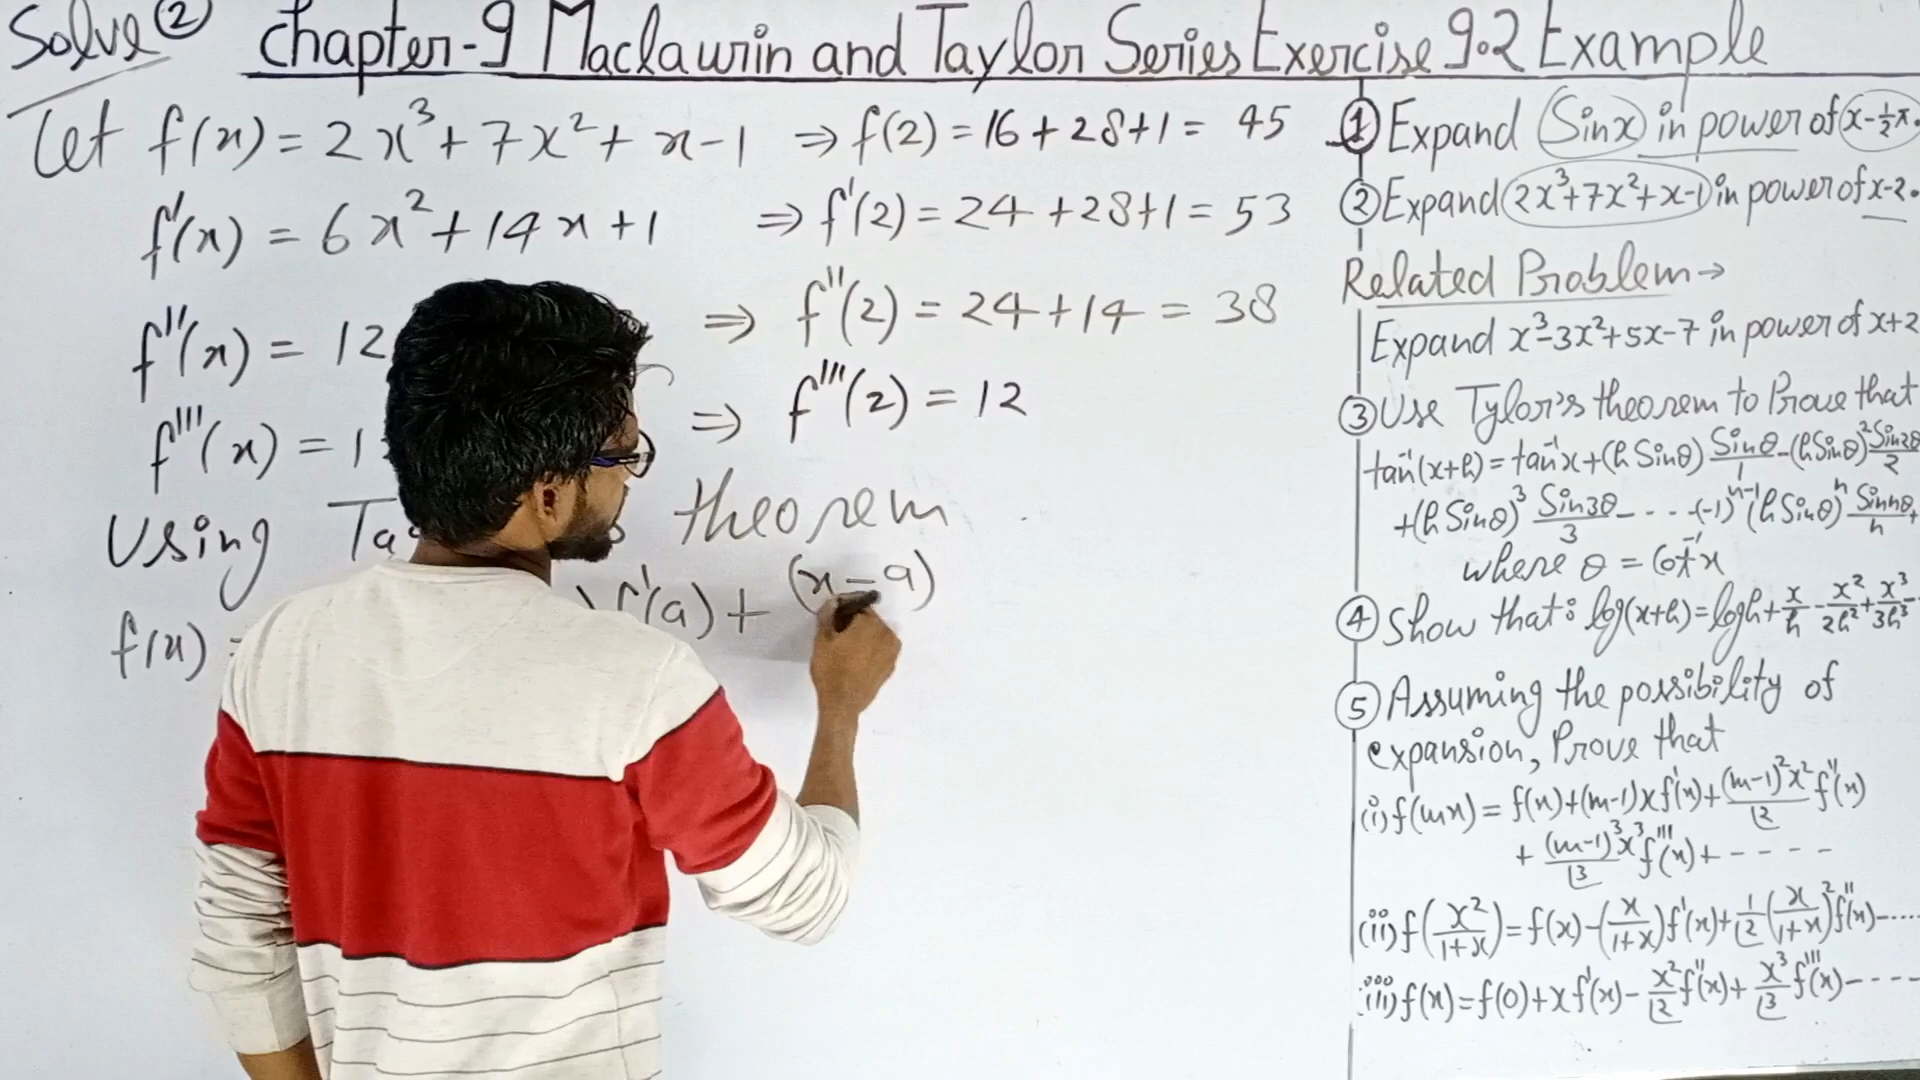 Solve ② Chapter-9 Maclaurin and Taylor Series Exercise 9.2 Example
Let f(x) = 2x³ + 7x² + x - 1 ⇒ f(2) = 16 + 28 + 1 = 45
f'(x) = 6x² + 14x + 1 ⇒ f'(2) = 24 + 28 + 1 = 53
f''(x) = 12 ⇒ f''(2) = 24 + 14 = 38
f'''(x) = 1 ⇒ f'''(2) = 12
Using theorem
f(x) f'(a) + (x - a)
① Expand Sinx in power of x-½π.
② Expand 2x³+7x²+x-1 in power of x-2.
Related Problem→
Expand x³-3x²+5x-7 in power of x+2
③ Use Tylor's theorem to Prove that
tan⁻¹(x+h) = tan⁻¹x + (h Sinθ) Sinθ/1 - (h Sinθ)² Sin2θ/2
+ (h Sinθ)³ Sin3θ/3 - - - - (-1)ⁿ⁻¹ (h Sinθ)ⁿ Sinnθ/n +
where θ = Cot⁻¹x
④ Show that: log(x+h) = logh + x/h - x²/2h² + x³/3h³ -
⑤ Assuming the possibility of
expansion, Prove that
(i) f(mx) = f(x) + (m-1)xf'(x) + (m-1)²x²/⌊2 f''(x)
+ (m-1)³x³/⌊3 f'''(x) + - - - -
(ii) f(x²/1+x) = f(x) - (x/1+x)f'(x) + 1/⌊2 (x/1+x)² f''(x) - ....
(iii) f(x) = f(0) + xf'(x) - x²/⌊2 f''(x) + x³/⌊3 f'''(x) - - - -